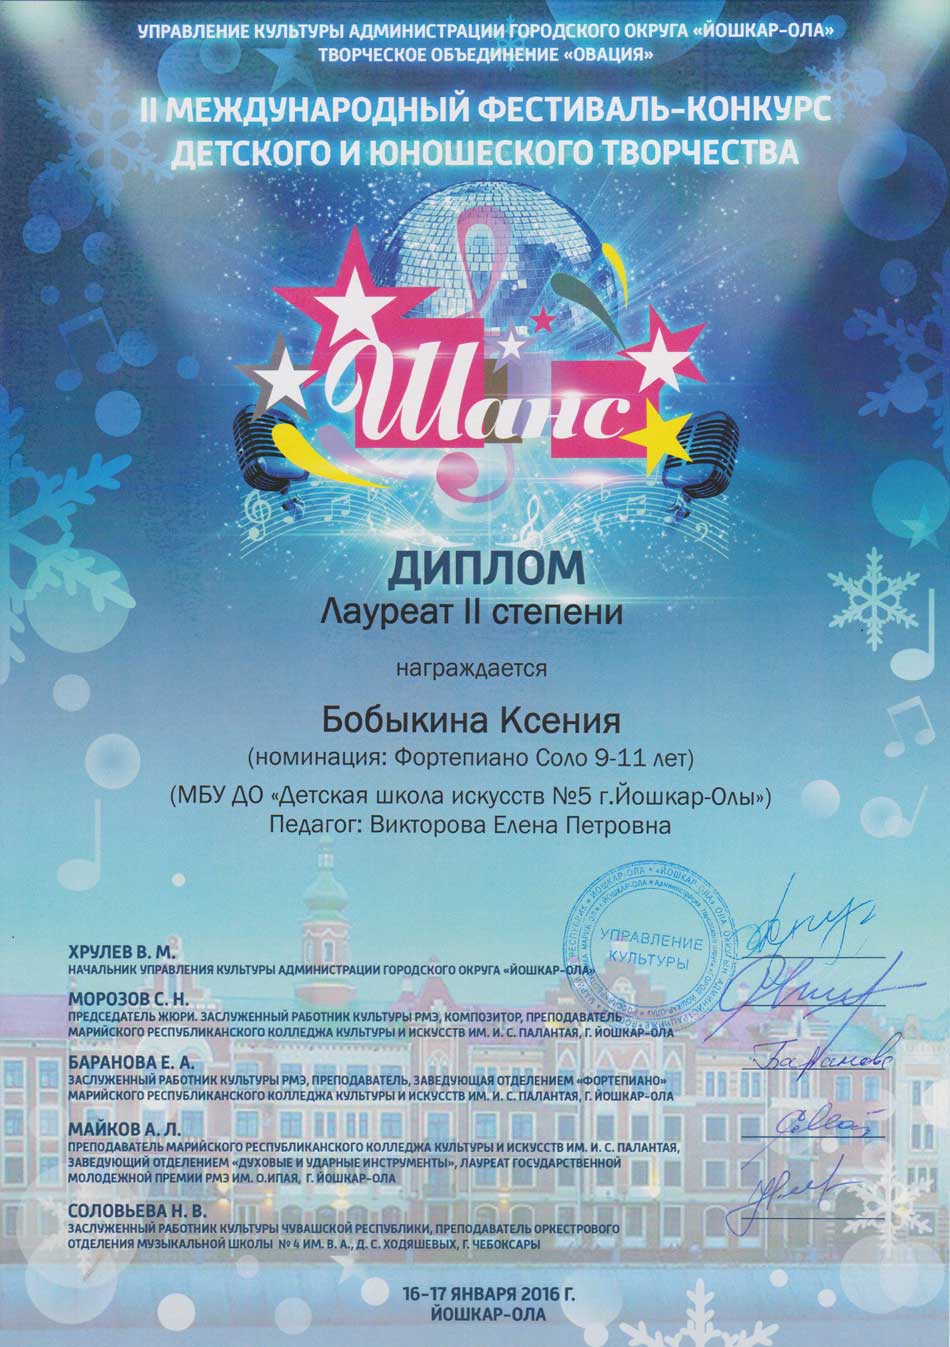 УПРАВЛЕНИЕ КУЛЬТУРЫ АДМИНИСТРАЦИИ ГОРОДСКОГО ОКРУГА «ЙОШКАР-ОЛА»
ТВОРЧЕСКОЕ ОБЪЕДИНЕНИЕ «ОВАЦИЯ»
II МЕЖДУНАРОДНЫЙ ФЕСТИВАЛЬ-КОНКУРС
ДЕТСКОГО И ЮНОШЕСКОГО ТВОРЧЕСТВА
Шанс
ДИПЛОМ
Лауреат II степени
награждается
Бобыкина Ксения
(номинация: Фортепиано Соло 9-11 лет)
(МБУ ДО «Детская школа искусств №5 г.Йошкар-Олы»)
Педагог: Викторова Елена Петровна
УПРАВЛЕНИЕ
КУЛЬТУРЫ
ХРУЛЕВ В. М.
НАЧАЛЬНИК УПРАВЛЕНИЯ КУЛЬТУРЫ АДМИНИСТРАЦИИ ГОРОДСКОГО ОКРУГА «ЙОШКАР-ОЛА»
МОРОЗОВ С. Н.
ПРЕДСЕДАТЕЛЬ ЖЮРИ. ЗАСЛУЖЕННЫЙ РАБОТНИК КУЛЬТУРЫ РМЭ, КОМПОЗИТОР, ПРЕПОДАВАТЕЛЬ
МАРИЙСКОГО РЕСПУБЛИКАНСКОГО КОЛЛЕДЖА КУЛЬТУРЫ И ИСКУССТВ ИМ. И. С. ПАЛАНТАЯ, Г. ЙОШКАР-ОЛА
БАРАНОВА Е. А.
ЗАСЛУЖЕННЫЙ РАБОТНИК КУЛЬТУРЫ РМЭ, ПРЕПОДАВАТЕЛЬ, ЗАВЕДУЮЩАЯ ОТДЕЛЕНИЕМ «ФОРТЕПИАНО»
МАРИЙСКОГО РЕСПУБЛИКАНСКОГО КОЛЛЕДЖА КУЛЬТУРЫ И ИСКУССТВ ИМ. И. С. ПАЛАНТАЯ, Г. ЙОШКАР-ОЛА
МАЙКОВ А. Л.
ПРЕПОДАВАТЕЛЬ МАРИЙСКОГО РЕСПУБЛИКАНСКОГО КОЛЛЕДЖА КУЛЬТУРЫ И ИСКУССТВ ИМ. И. С. ПАЛАНТАЯ,
ЗАВЕДУЮЩИЙ ОТДЕЛЕНИЕМ «ДУХОВЫЕ И УДАРНЫЕ ИНСТРУМЕНТЫ», ЛАУРЕАТ ГОСУДАРСТВЕННОЙ
МОЛОДЕЖНОЙ ПРЕМИИ РМЭ ИМ. О.ИПАЯ, Г. ЙОШКАР-ОЛА
СОЛОВЬЕВА Н. В.
ЗАСЛУЖЕННЫЙ РАБОТНИК КУЛЬТУРЫ ЧУВАШСКОЙ РЕСПУБЛИКИ, ПРЕПОДАВАТЕЛЬ ОРКЕСТРОВОГО
ОТДЕЛЕНИЯ МУЗЫКАЛЬНОЙ ШКОЛЫ № 4 ИМ. В. А., Д. С. ХОДЯШЕВЫХ, Г. ЧЕБОКСАРЫ
16-17 ЯНВАРЯ 2016 Г.
ЙОШКАР-ОЛА